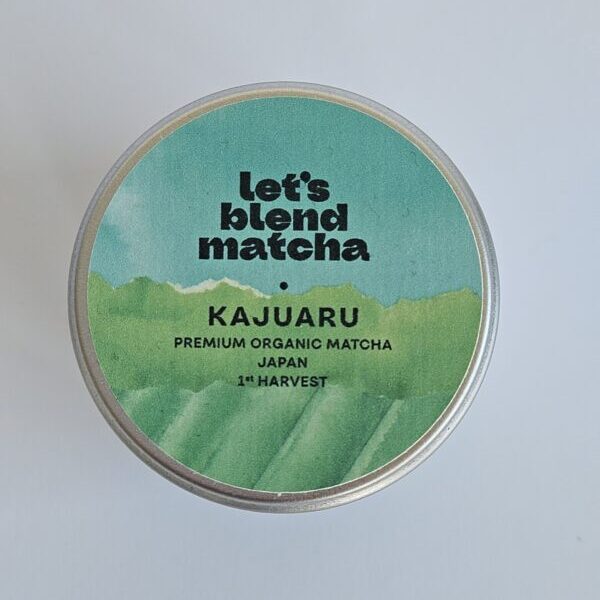 let's
blend
matcha
•
KAJUARU
PREMIUM ORGANIC MATCHA
JAPAN
1st HARVEST